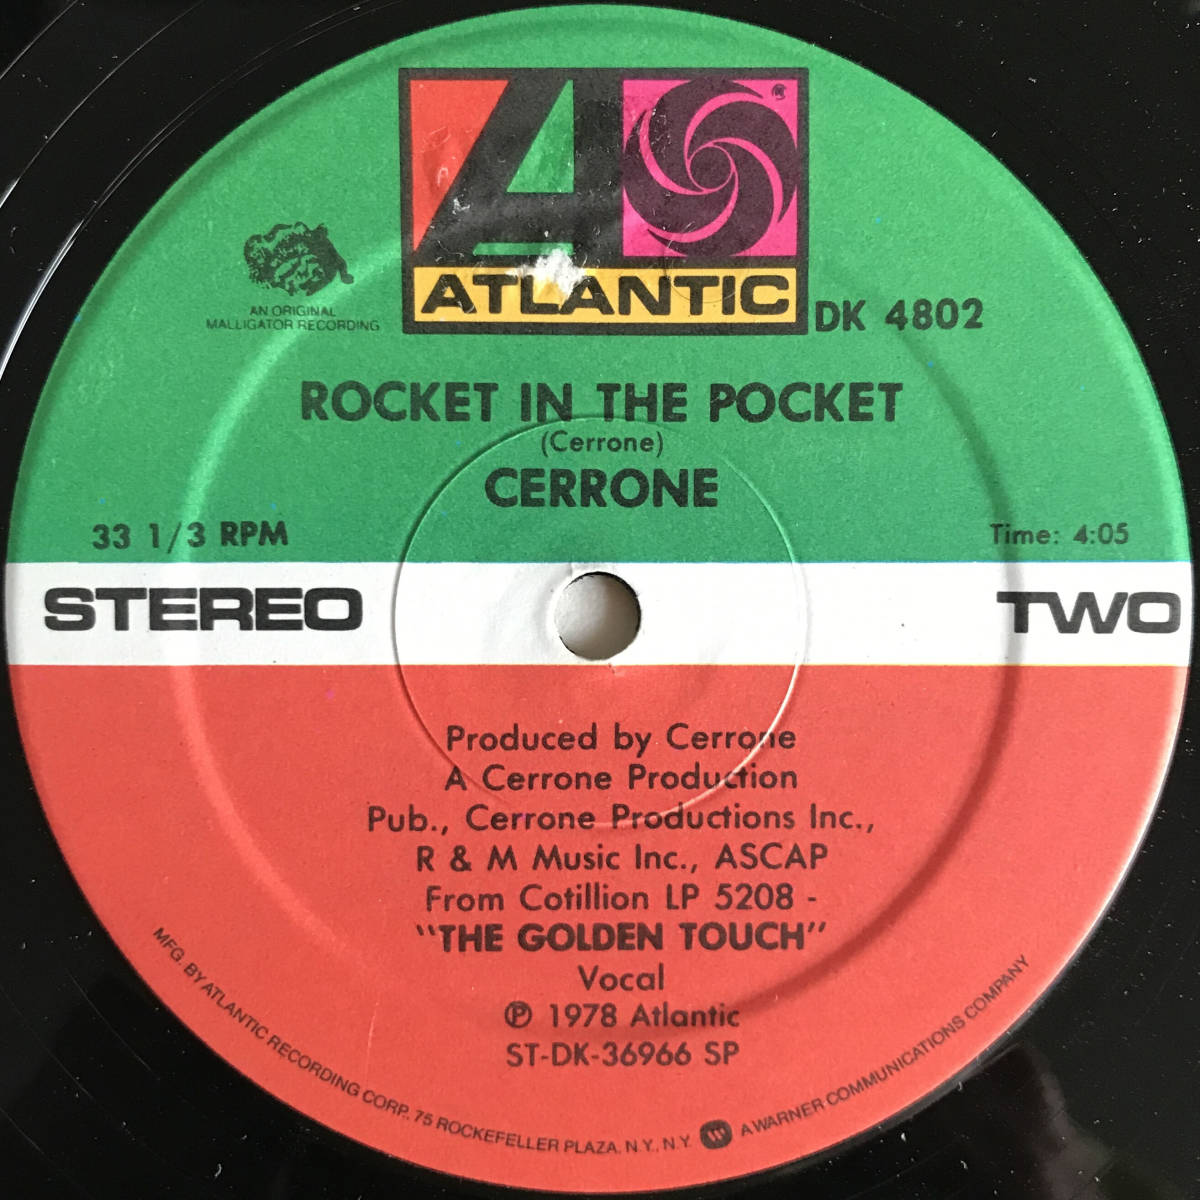 ATLANTIC
®
AN ORIGINAL
MALLIGATOR RECORDING
DK 4802
ROCKET IN THE POCKET
(Cerrone)
CERRONE
33 1/3 RPM
Time: 4:05
STEREO
TWO
Produced by Cerrone
A Cerrone Production
Pub., Cerrone Productions Inc.,
R & M Music Inc., ASCAP
From Cotillion LP 5208 -
"THE GOLDEN TOUCH"
Vocal
℗ 1978 Atlantic
ST-DK-36966 SP
MFG. BY ATLANTIC RECORDING CORP., 75 ROCKEFELLER PLAZA, N.Y., N.Y. A WARNER COMMUNICATIONS COMPANY